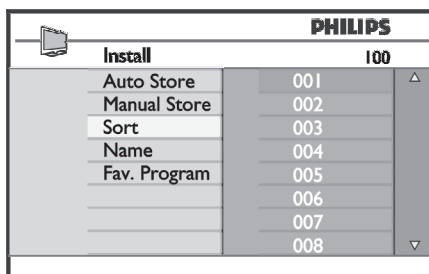 PHILIPS
Install 100
Auto Store 001
Manual Store 002
Sort 003
Name 004
Fav. Program 005
006
007
008